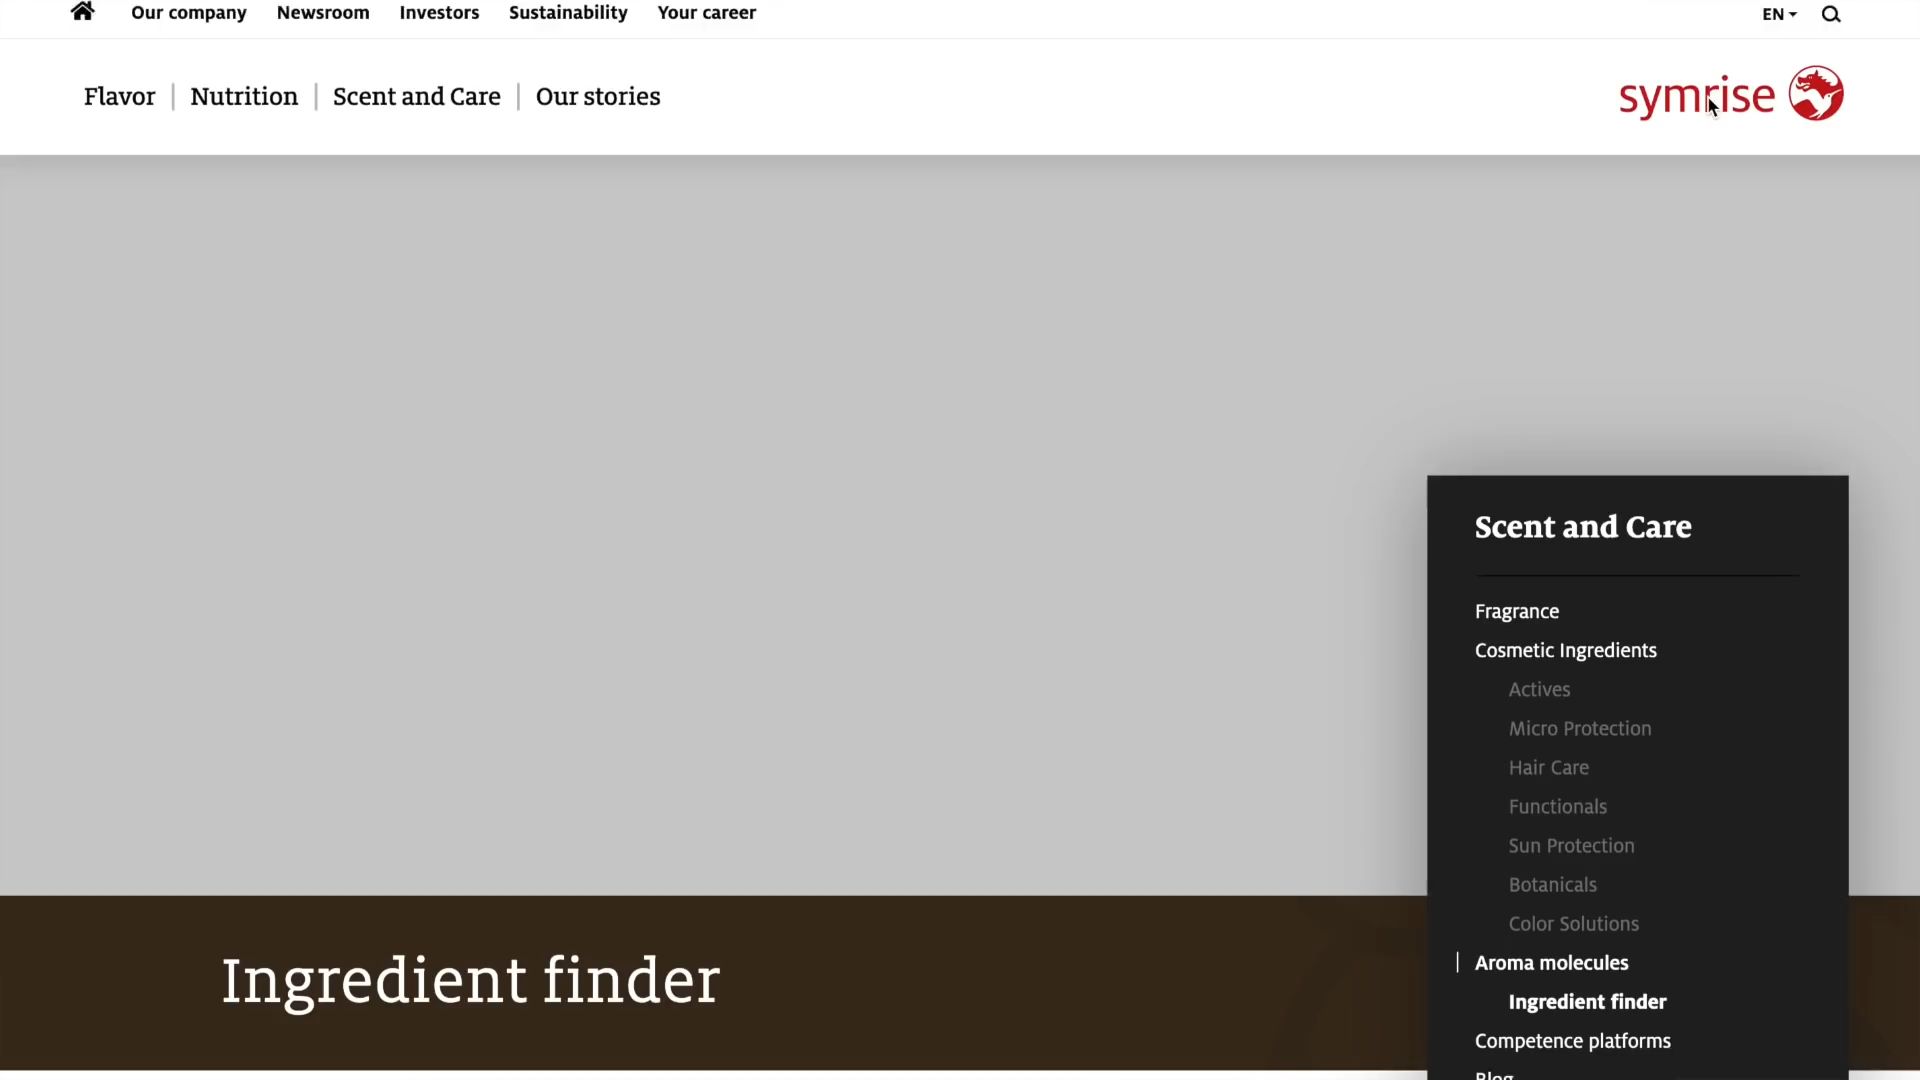 Our company
Newsroom
Investors
Sustainability
Your career
EN
Flavor
Nutrition
Scent and Care
Our stories
symrise
Scent and Care
Fragrance
Cosmetic Ingredients
Actives
Micro Protection
Hair Care
Functionals
Sun Protection
Botanicals
Color Solutions
Aroma molecules
Ingredient finder
Competence platforms
Blog
Ingredient finder